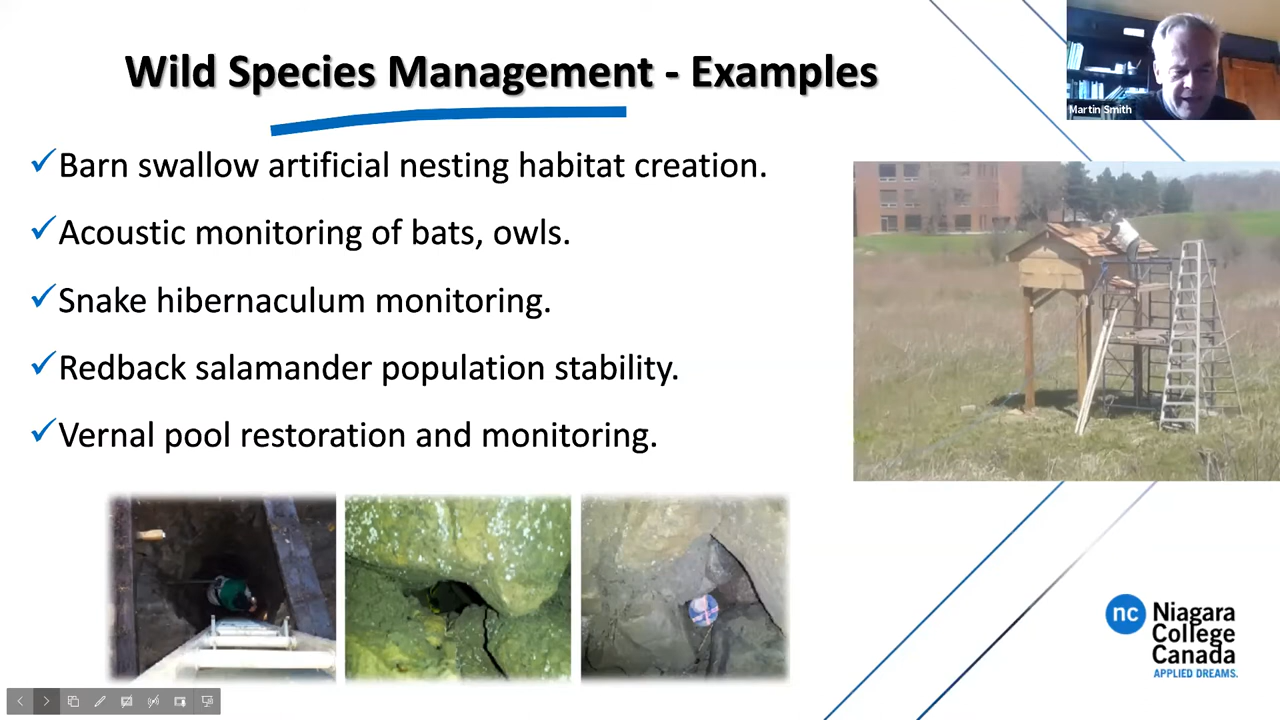 Wild Species Management - Examples
Martin Smith
Barn swallow artificial nesting habitat creation.
Acoustic monitoring of bats, owls.
Snake hibernaculum monitoring.
Redback salamander population stability.
Vernal pool restoration and monitoring.
nc
Niagara
College
Canada
APPLIED DREAMS.